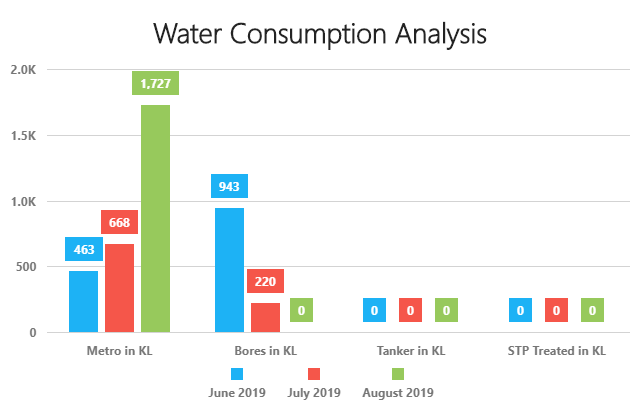 Water Consumption Analysis
2.0K
1,727
1.5K
1.0K
943
668
463
500
220
0
0 0 0 0 0 0 0
Metro in KL Bores in KL Tanker in KL STP Treated in KL
June 2019 July 2019 August 2019